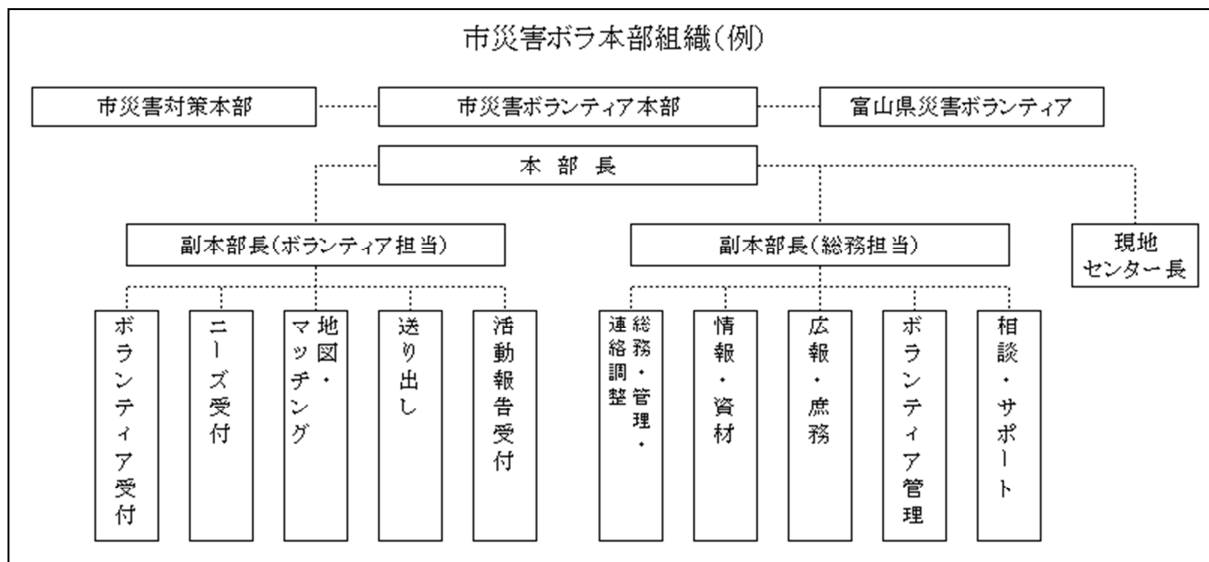 市災害ボラ本部組織(例)
市災害対策本部
市災害ボランティア本部
富山県災害ボランティア
本部長
副本部長(ボランティア担当)
副本部長(総務担当)
現地
センター長
ボランティア受付
ニーズ受付
地図・
マッチング
送り出し
活動報告受付
総務・管理・
連絡調整
情報・資材
広報・庶務
ボランティア管理
相談・サポート